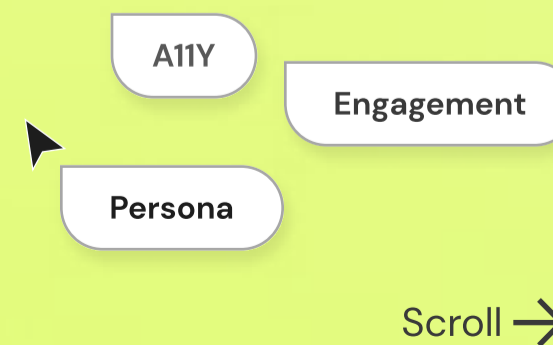 A11Y
Engagement
Persona
Scroll →